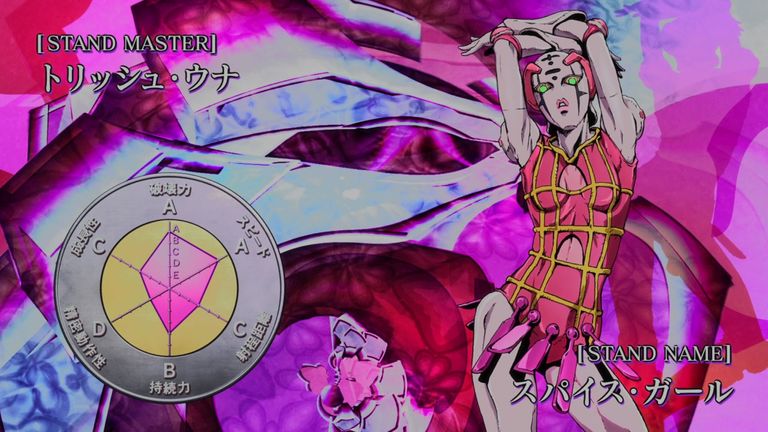 [STAND MASTER]
トリッシュ・ウナ
破壊力
A
スピード
A
射程距離
C
持続力
B
精密動作性
D
成長性
C
A
B
C
D
E
[STAND NAME]
スパイス・ガール